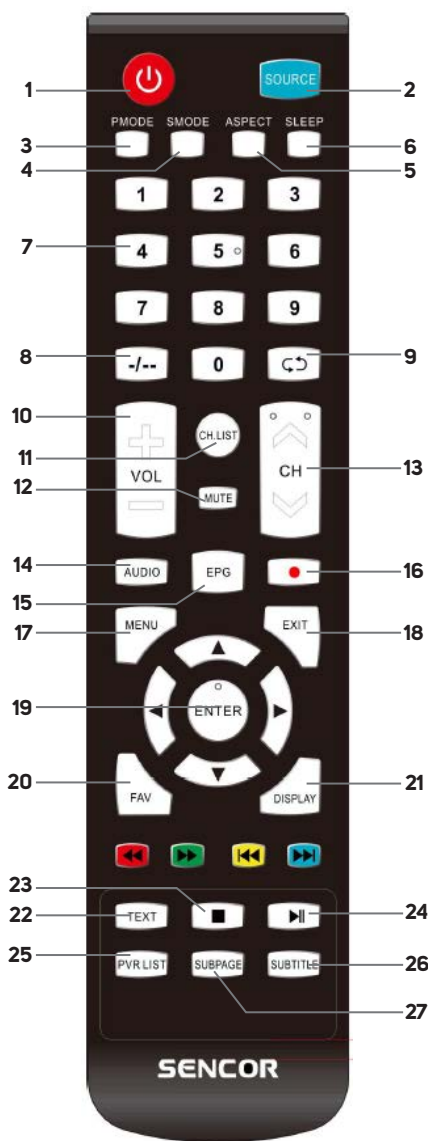 1
SOURCE
2
PMODE SMODE ASPECT SLEEP
3
4
5
6
1 2 3
7
4 5 6
7 8 9
8
-/--
0
9
10
VOL
11
CH.LIST
12
MUTE
CH
13
14
AUDIO
EPG
15
16
17
MENU
EXIT
18
19
ENTER
20
FAV
DISPLAY
21
23
22
TEXT
24
25
PVR LIST
SUBPAGE
SUBTITLE
26
27
SENCOR